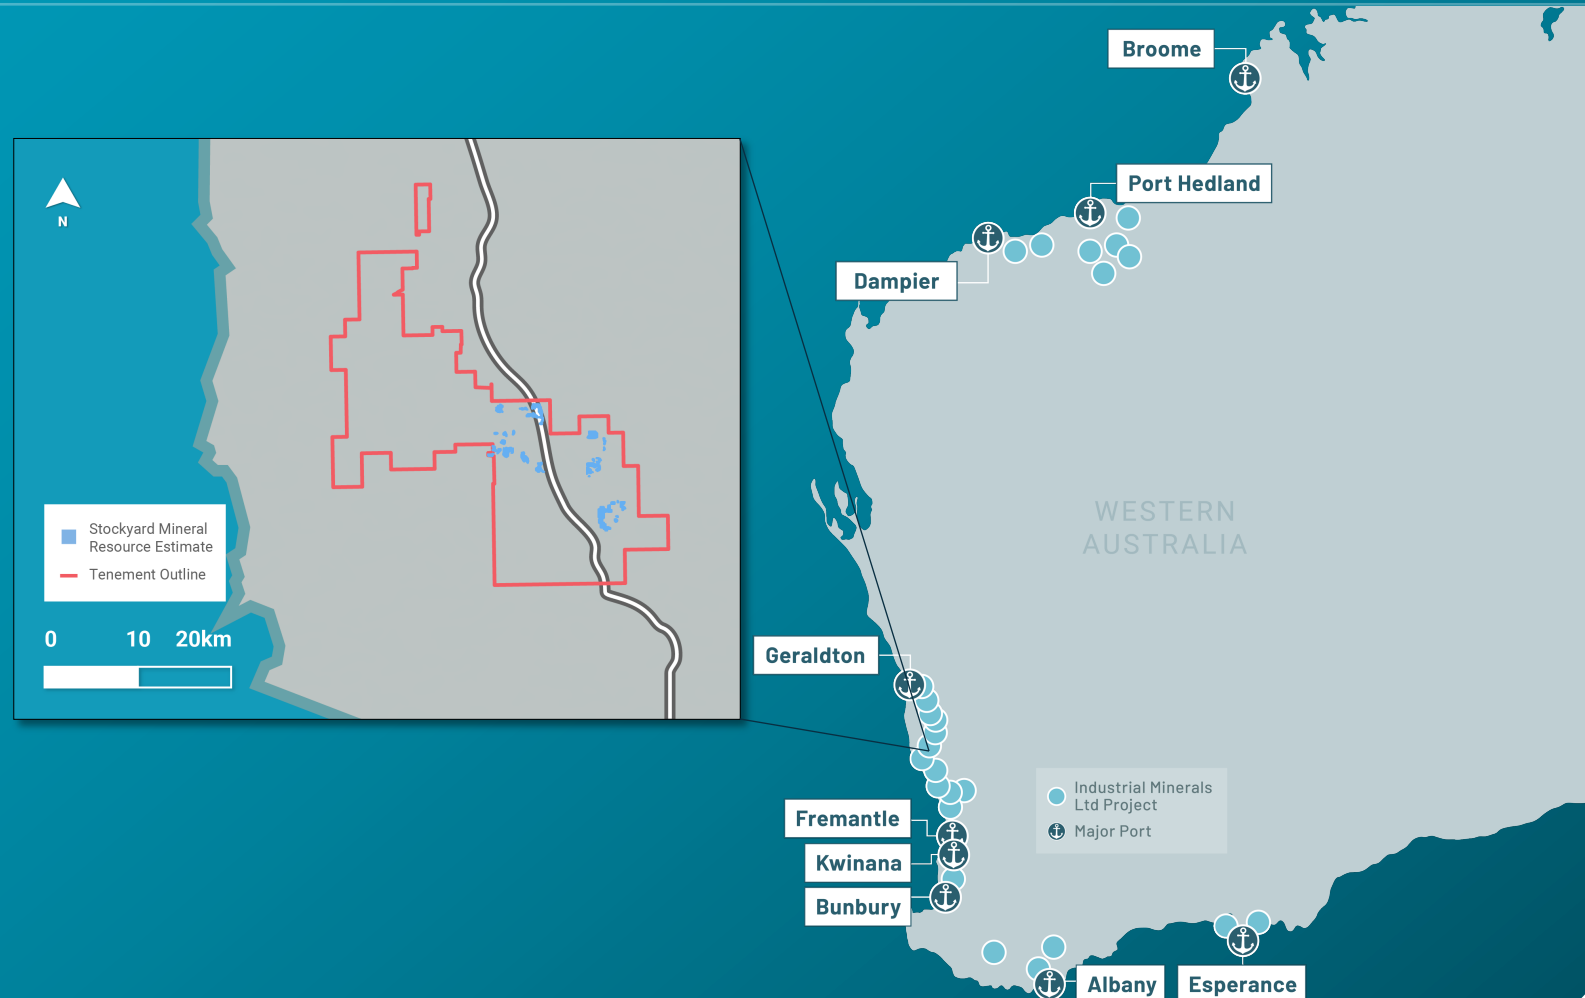 Broome
Port Hedland
Dampier
N
WESTERN
AUSTRALIA
Stockyard Mineral
Resource Estimate
Tenement Outline
0 10 20km
Geraldton
Industrial Minerals
Ltd Project
Major Port
Fremantle
Kwinana
Bunbury
Albany
Esperance